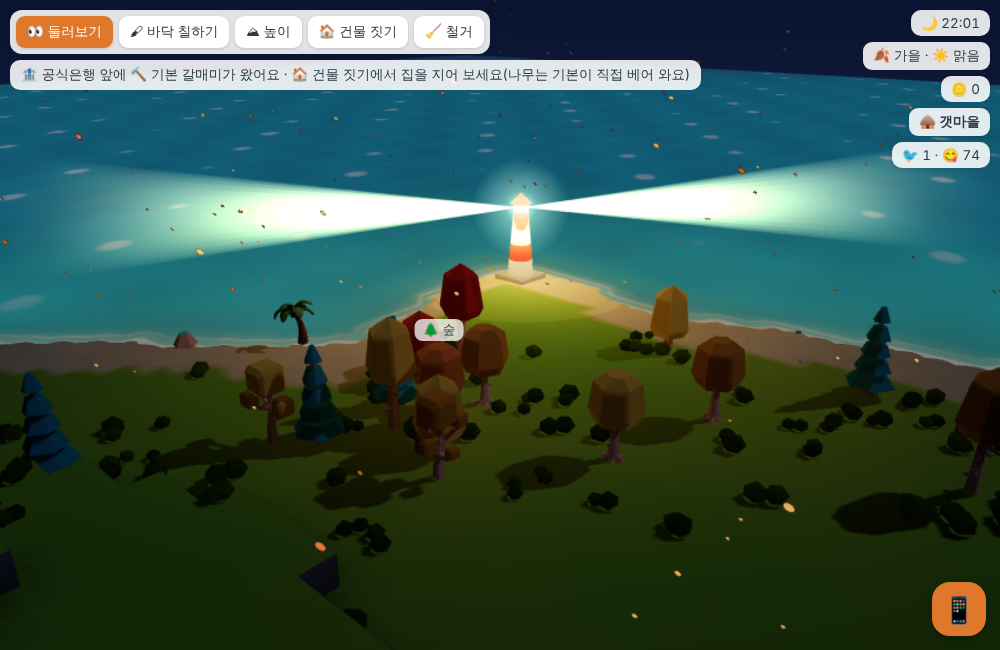 👀 둘러보기 🖌 바닷 칠하기 ⛰ 높이 🏠 건물 짓기 🧹 철거
🏦 공식은행 앞에 🔨 기본 갈매미가 왔어요 · 🏠 건물 짓기에서 집을 지어 보세요(나무는 기본이 직접 베어 와요)
🌙 22:01
🍂 가을 · ☀️ 맑음
🪙 0
🛖 갯마을
🐦 1 · 😋 74
🌲 숲